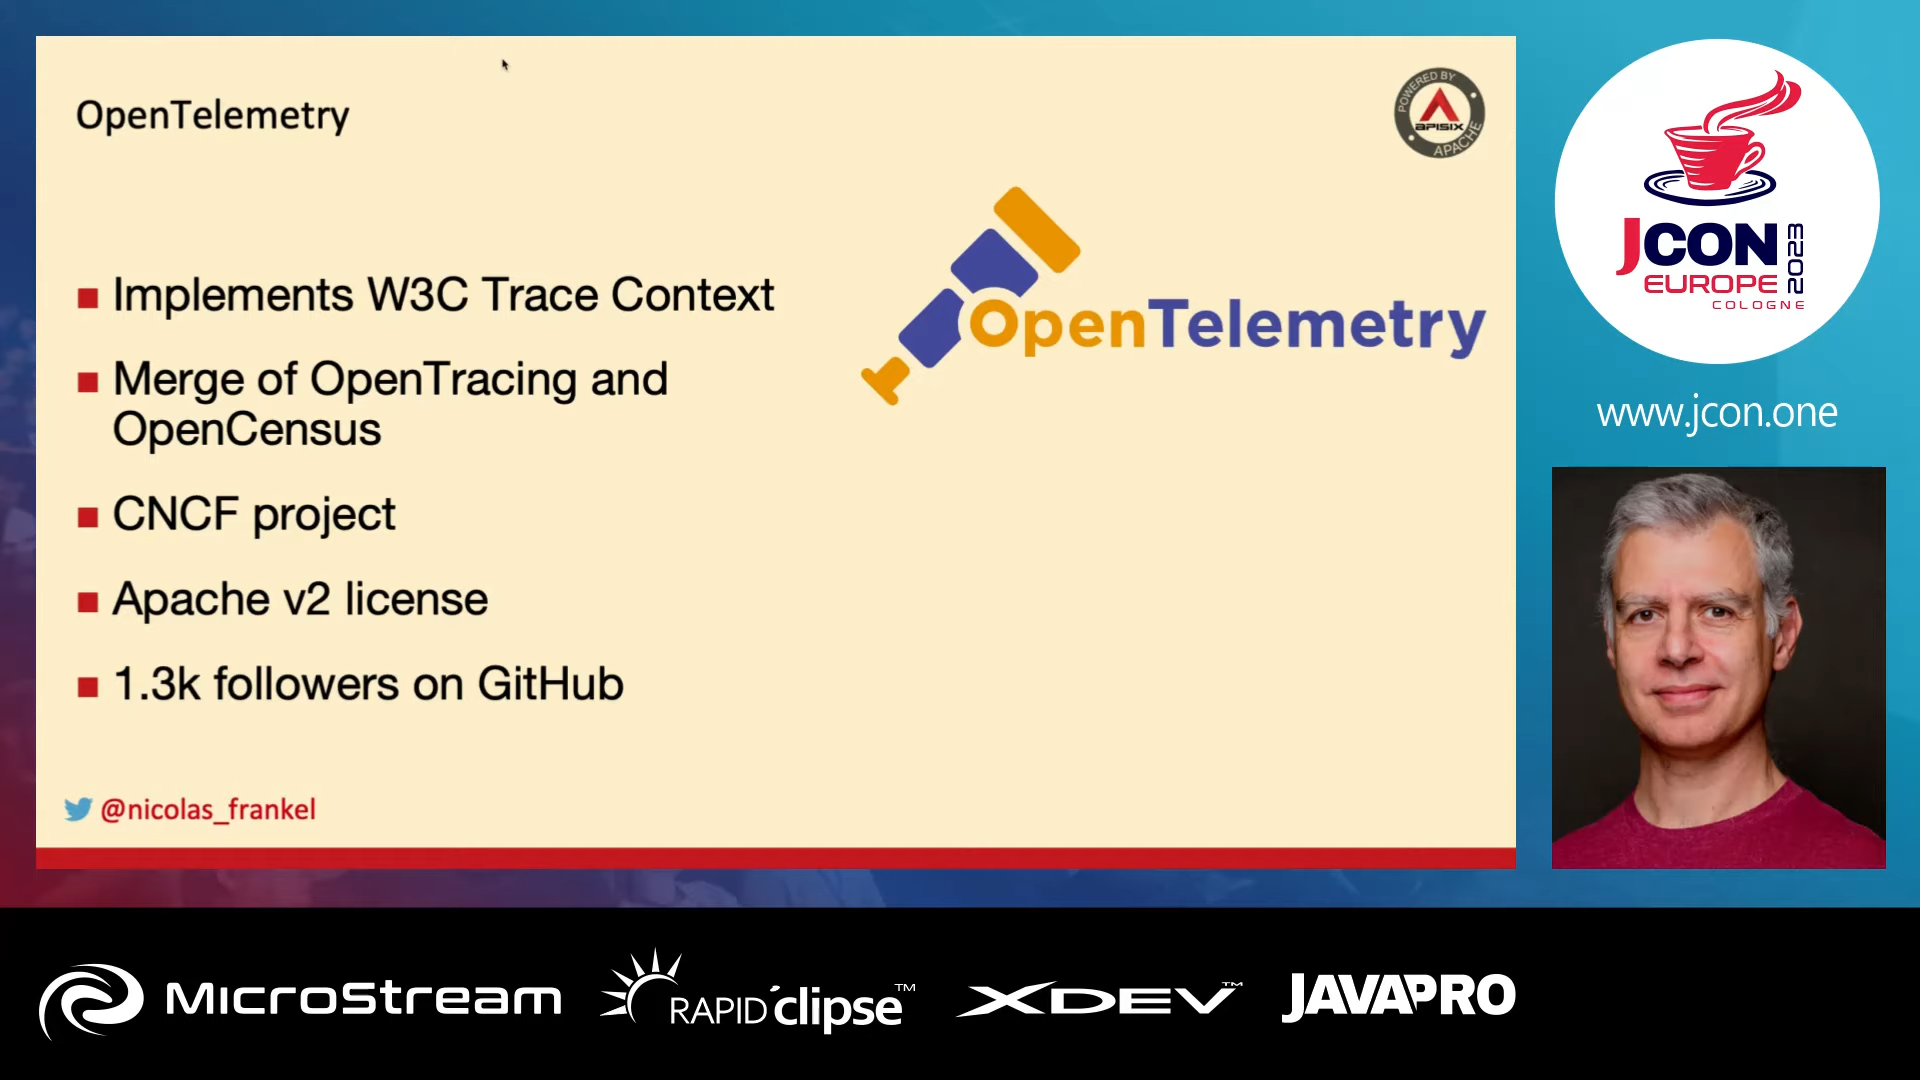 OpenTelemetry
POWERED BY
APISIX
APACHE
Implements W3C Trace Context
Merge of OpenTracing and
OpenCensus
CNCF project
Apache v2 license
1.3k followers on GitHub
OpenTelemetry
@nicolas_frankel
JCON
EUROPE
2023
COLOGNE
www.jcon.one
MicroStream
RAPID'clipse™
XDEV™
JAVAPRO